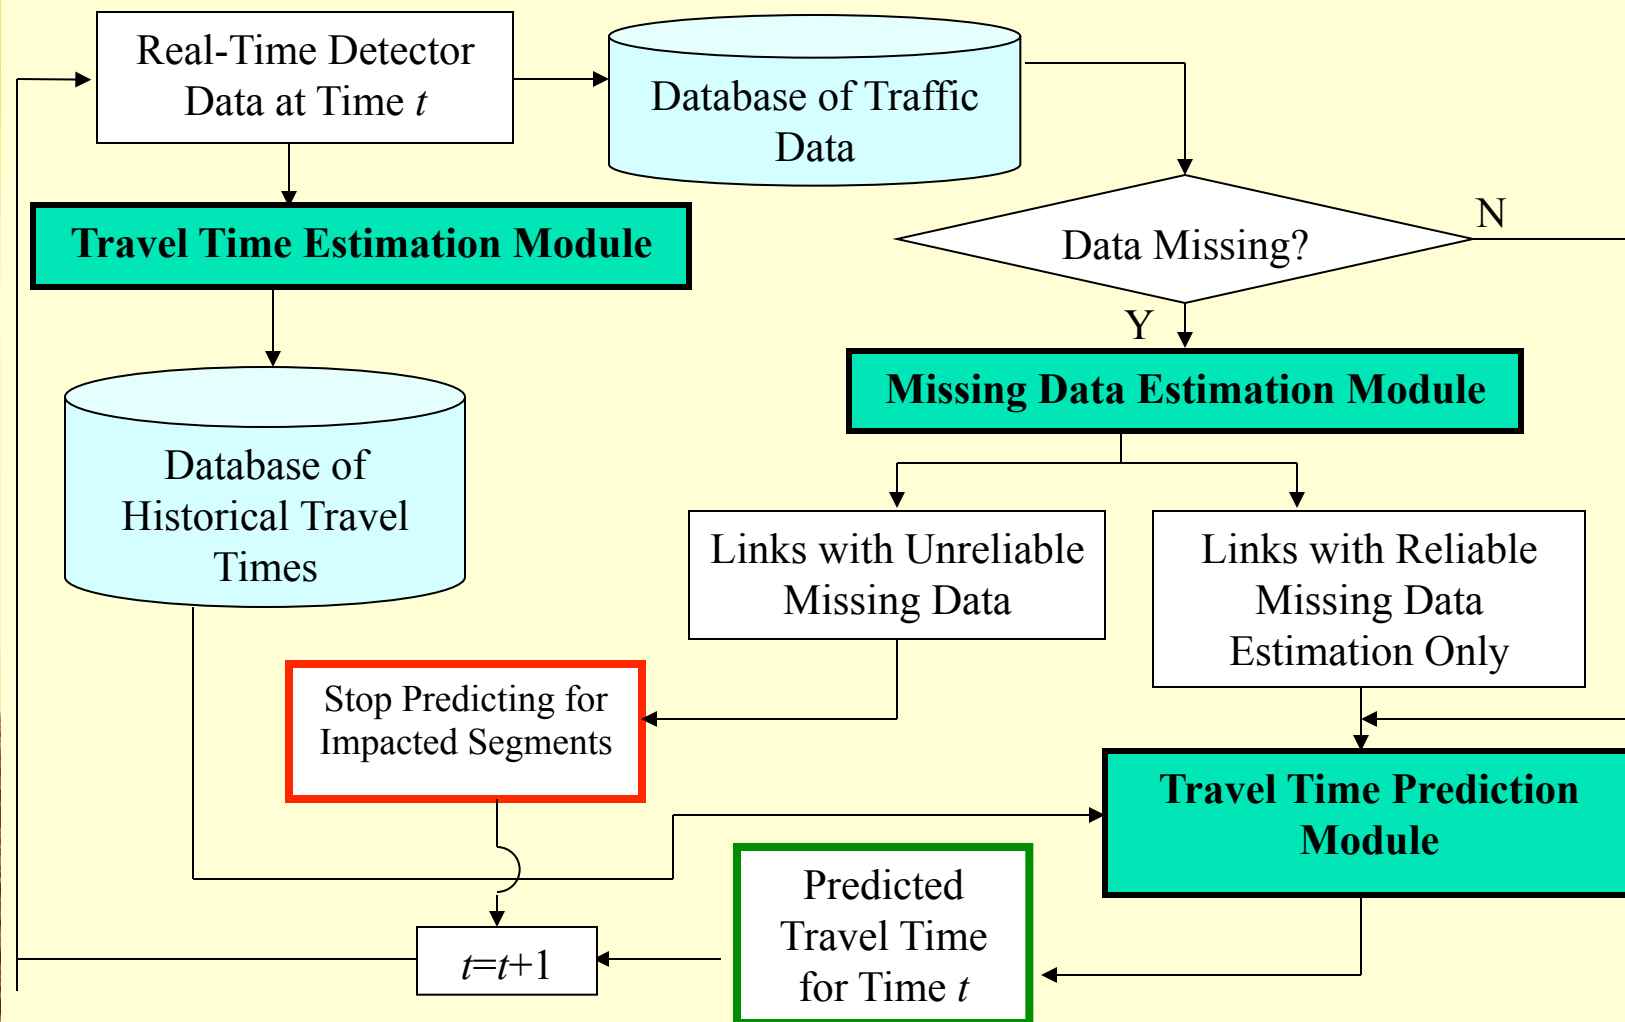 Real-Time Detector
Data at Time t
Database of Traffic
Data
Travel Time Estimation Module
Data Missing?
N
Y
Missing Data Estimation Module
Database of
Historical Travel
Times
Links with Unreliable
Missing Data
Links with Reliable
Missing Data
Estimation Only
Stop Predicting for
Impacted Segments
Travel Time Prediction
Module
Predicted
Travel Time
for Time t
t=t+1